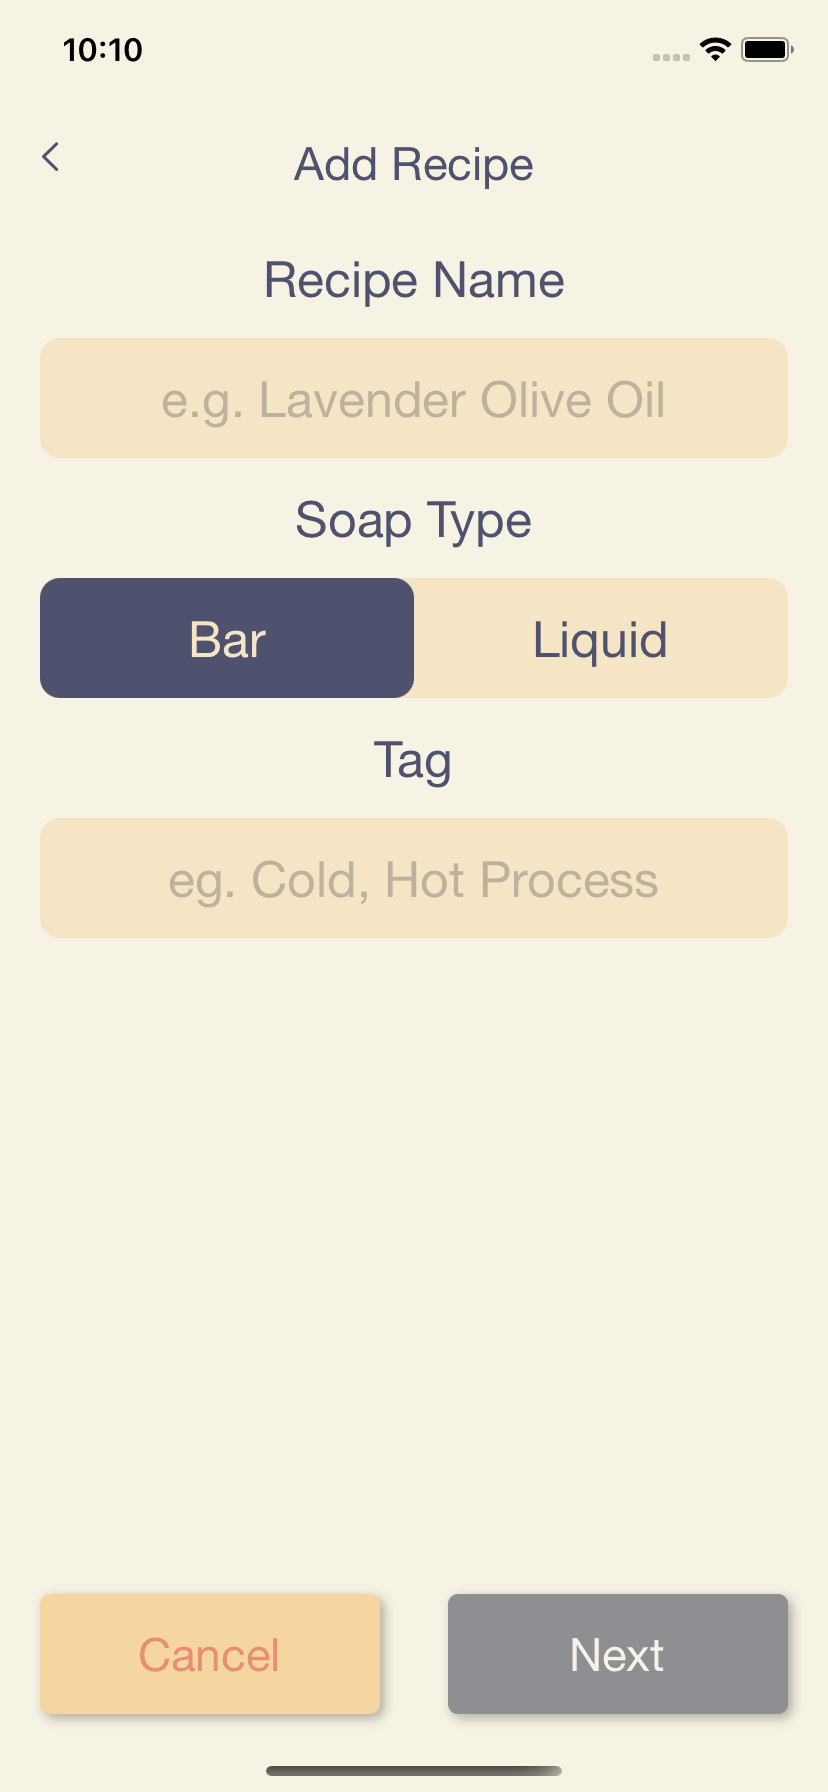 10:10
Add Recipe
Recipe Name
e.g. Lavender Olive Oil
Soap Type
Bar Liquid
Tag
eg. Cold, Hot Process
Cancel Next